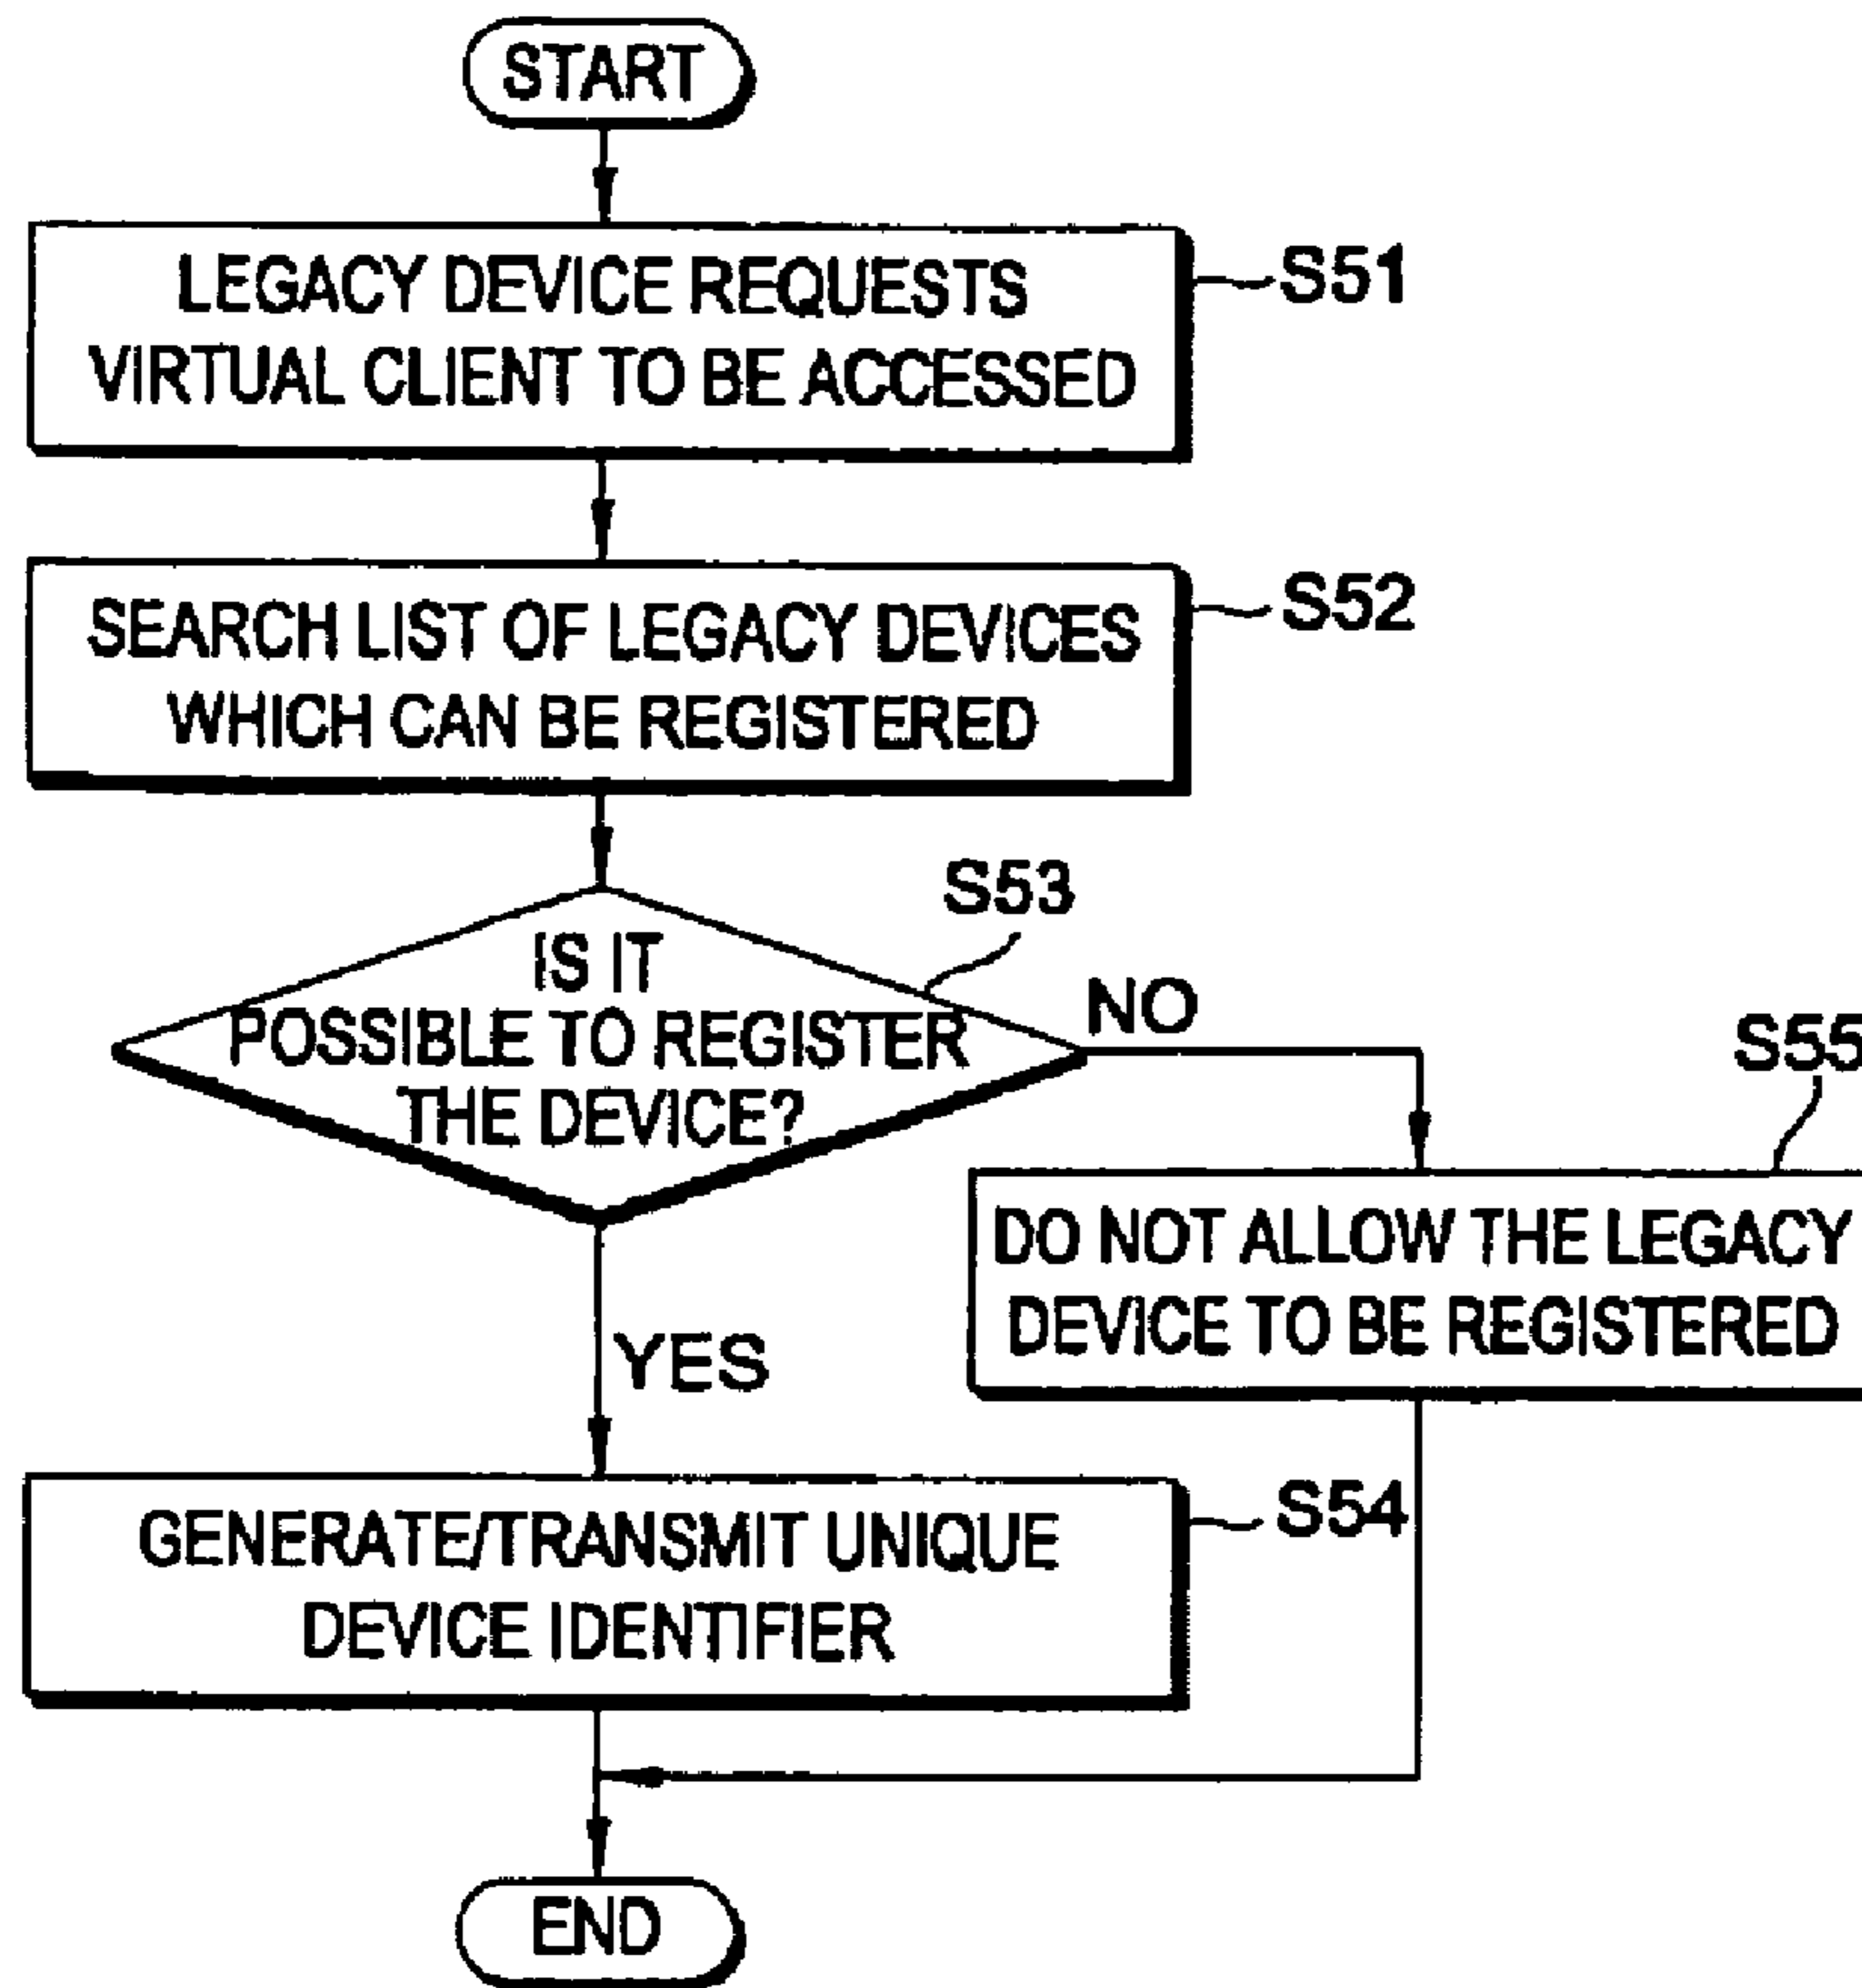 START
LEGACY DEVICE REQUESTS
VIRTUAL CLIENT TO BE ACCESSED
S51
SEARCH LIST OF LEGACY DEVICES
WHICH CAN BE REGISTERED
S52
S53
IS IT
POSSIBLE TO REGISTER
THE DEVICE?
NO
S55
DO NOT ALLOW THE LEGACY
DEVICE TO BE REGISTERED
YES
GENERATE/TRANSMIT UNIQUE
DEVICE IDENTIFIER
S54
END